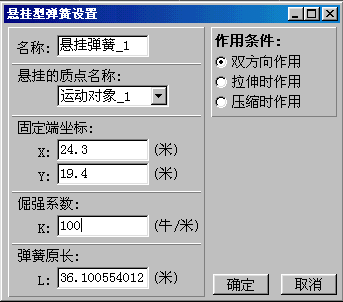 悬挂型弹簧设置
名称: 悬挂弹簧_1
悬挂的质点名称:
运动对象_1
固定端坐标:
X: 24.3 (米)
Y: 19.4 (米)
倔强系数:
K: 100 (牛/米)
弹簧原长:
L: 36.100554012 (米)
作用条件:
双方向作用
拉伸时作用
压缩时作用
确定 取消